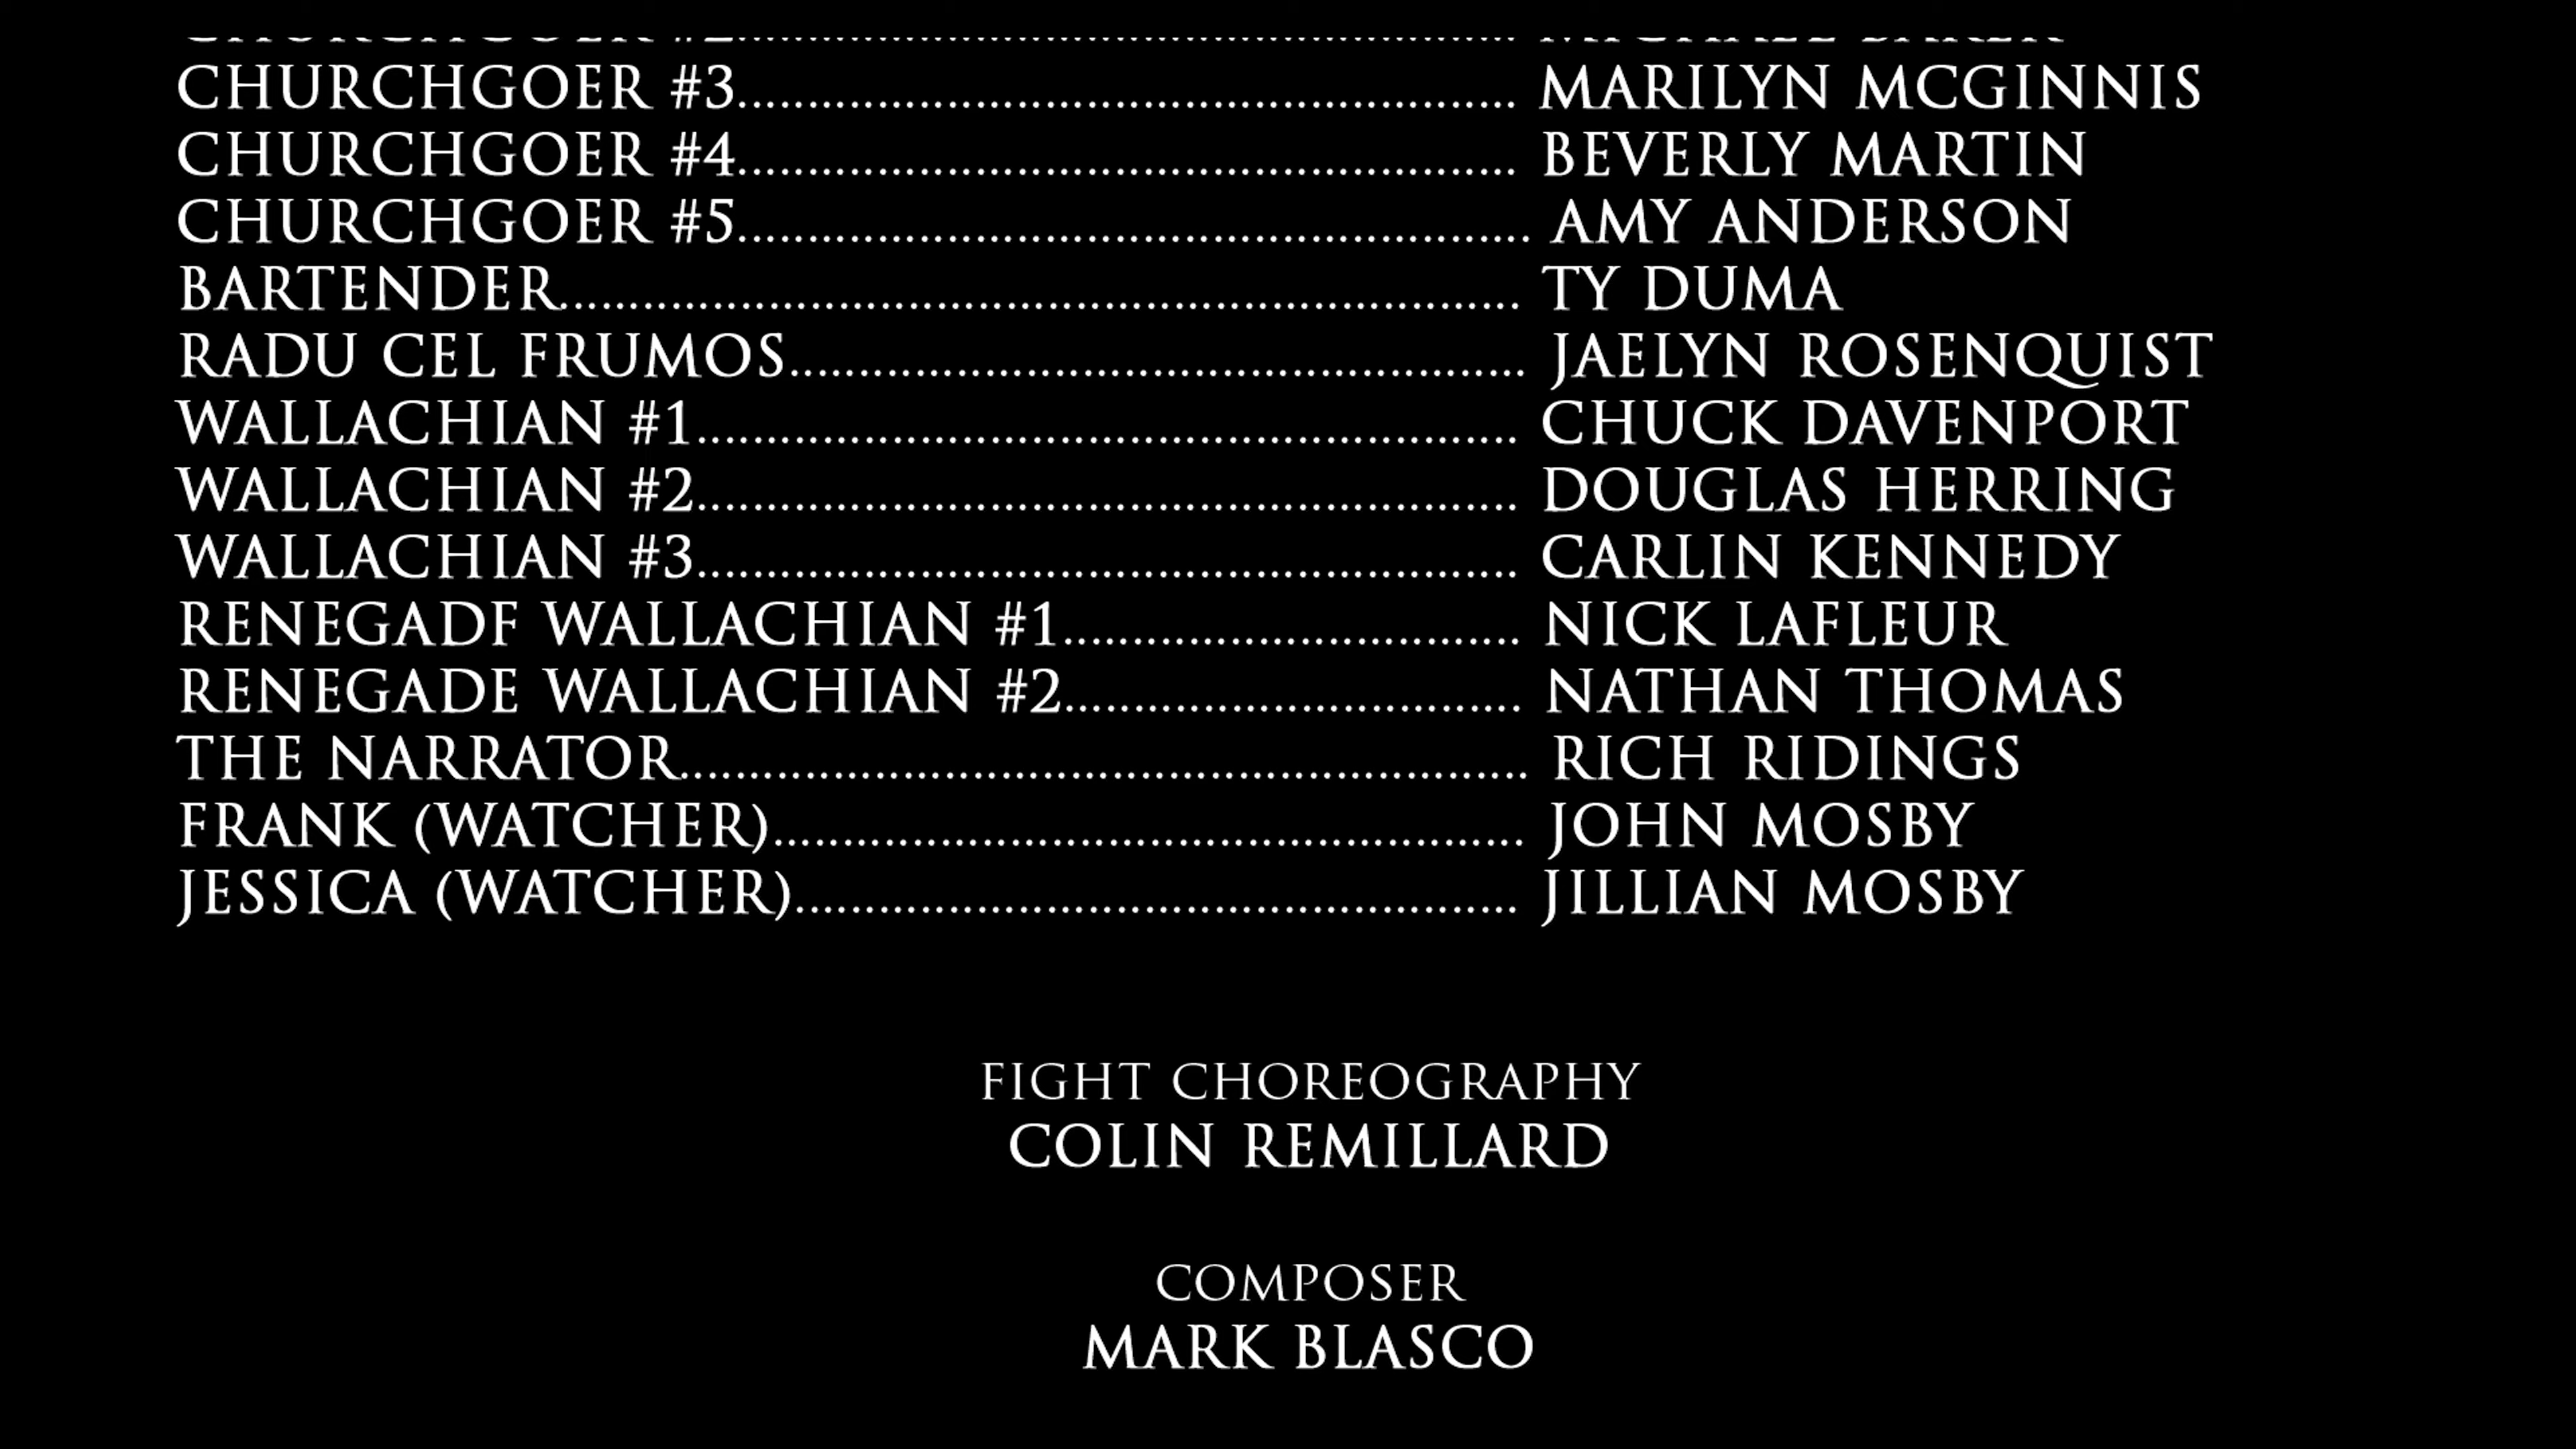 CHURCHGOER #3........................................................ MARILYN MCGINNIS
CHURCHGOER #4........................................................ BEVERLY MARTIN
CHURCHGOER #5......................................................... AMY ANDERSON
BARTENDER..................................................................... TY DUMA
RADU CEL FRUMOS..................................................... JAELYN ROSENQUIST
WALLACHIAN #1........................................................... CHUCK DAVENPORT
WALLACHIAN #2........................................................... DOUGLAS HERRING
WALLACHIAN #3........................................................... CARLIN KENNEDY
RENEGADF WALLACHIAN #1................................. NICK LAFLEUR
RENEGADE WALLACHIAN #2................................. NATHAN THOMAS
THE NARRATOR............................................................. RICH RIDINGS
FRANK (WATCHER)...................................................... JOHN MOSBY
JESSICA (WATCHER).................................................... JILLIAN MOSBY
FIGHT CHOREOGRAPHY
COLIN REMILLARD
COMPOSER
MARK BLASCO